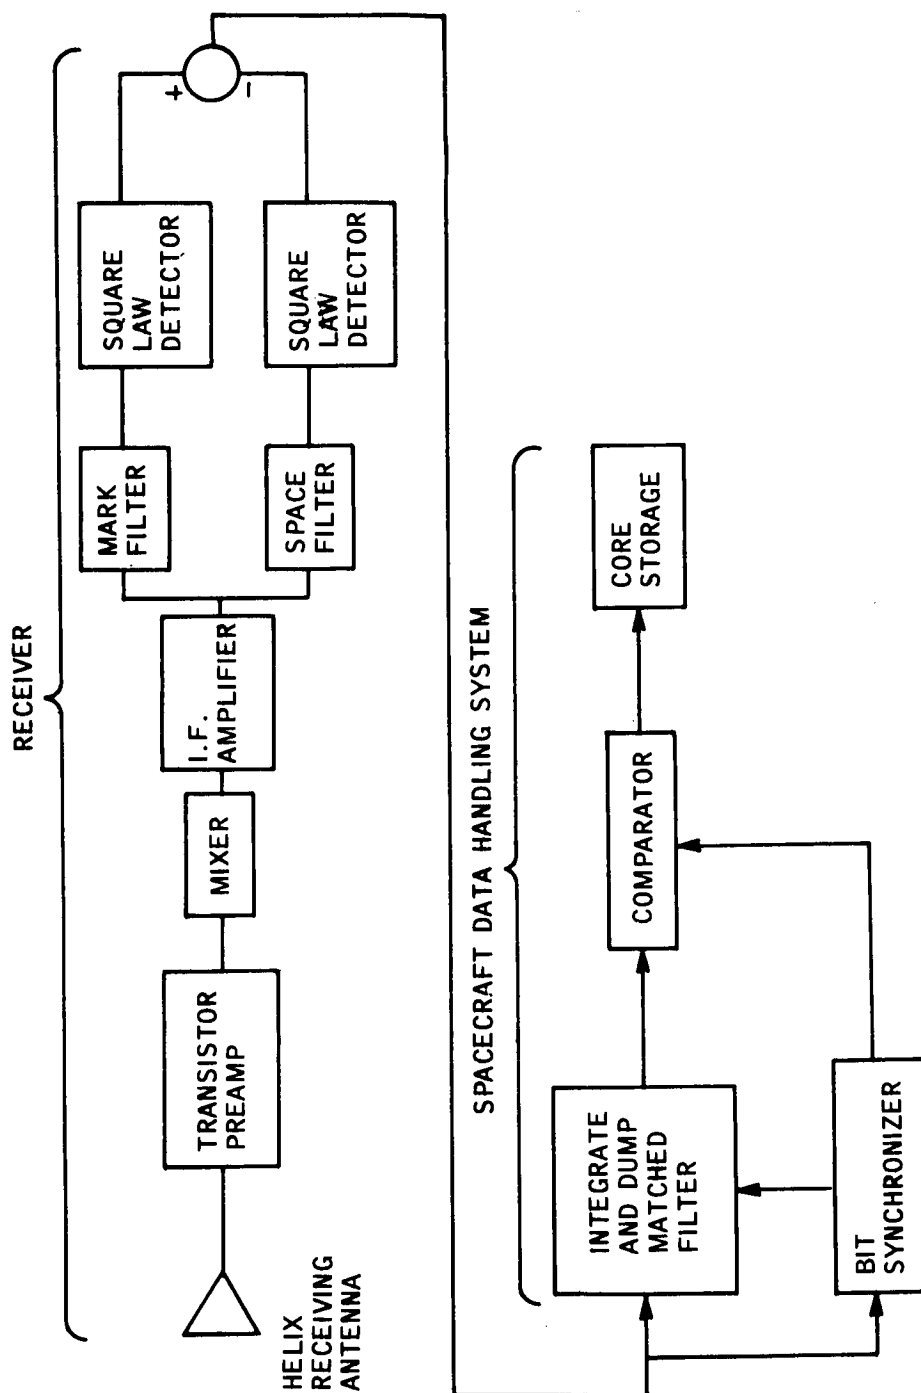 RECEIVER
HELIX
RECEIVING
ANTENNA
TRANSISTOR
PREAMP
MIXER
I.F.
AMPLIFIER
MARK
FILTER
SQUARE
LAW
DETECTOR
+
SPACE
FILTER
SQUARE
LAW
DETECTOR
−
SPACECRAFT DATA HANDLING SYSTEM
INTEGRATE
AND DUMP
MATCHED
FILTER
COMPARATOR
CORE
STORAGE
BIT
SYNCHRONIZER